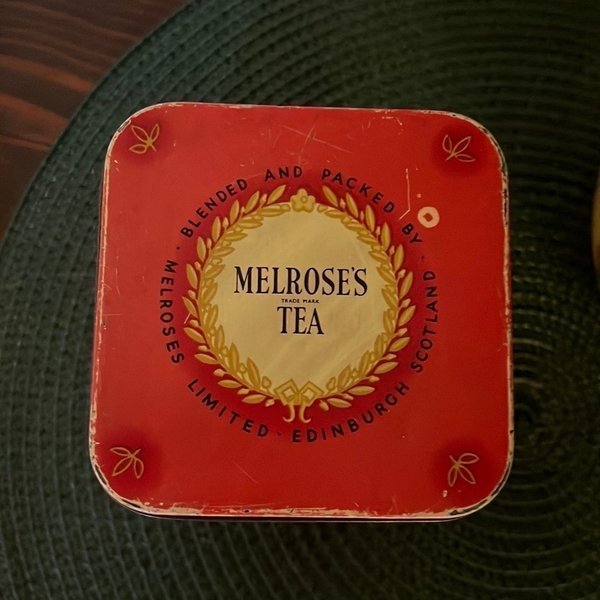 BLENDED AND PACKED BY
MELROSE'S
TRADE MARK
TEA
· MELROSES LIMITED · EDINBURGH SCOTLAND ·